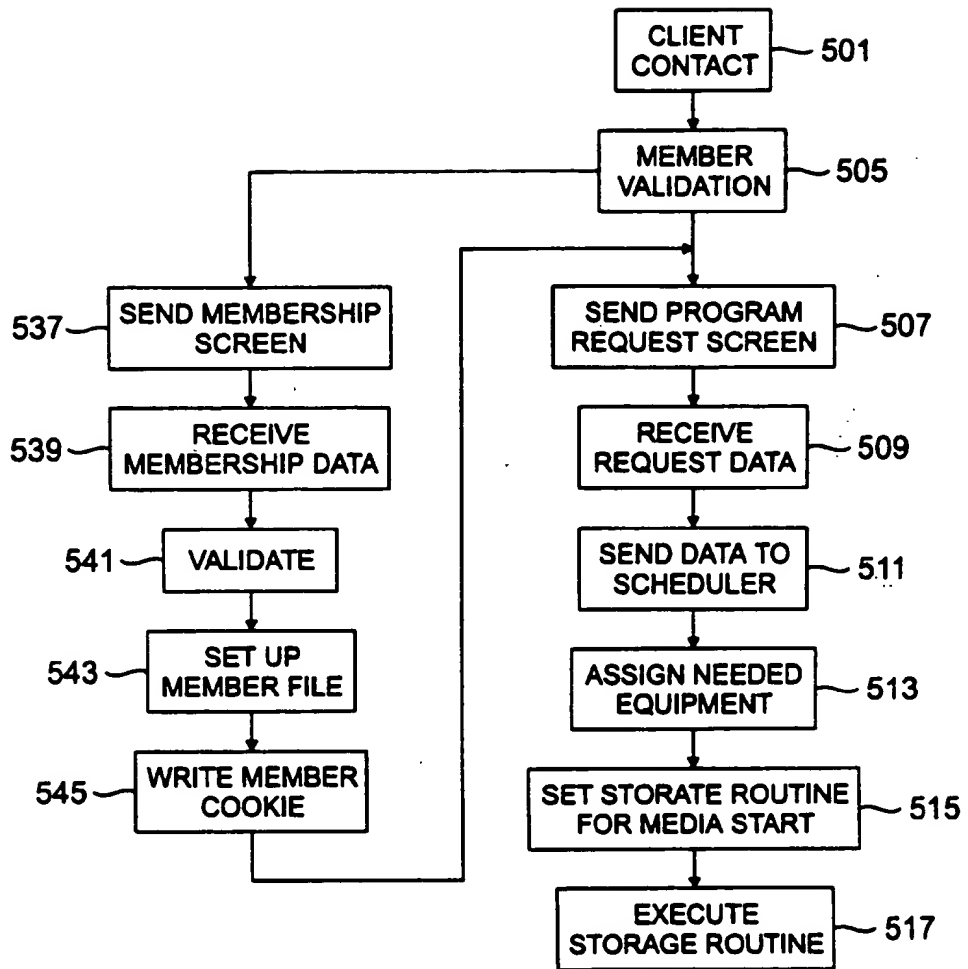 CLIENT
CONTACT
501
MEMBER
VALIDATION
505
537
SEND MEMBERSHIP
SCREEN
SEND PROGRAM
REQUEST SCREEN
507
539
RECEIVE
MEMBERSHIP DATA
RECEIVE
REQUEST DATA
509
541
VALIDATE
SEND DATA TO
SCHEDULER
511
543
SET UP
MEMBER FILE
ASSIGN NEEDED
EQUIPMENT
513
545
WRITE MEMBER
COOKIE
SET STORATE ROUTINE
FOR MEDIA START
515
EXECUTE
STORAGE ROUTINE
517